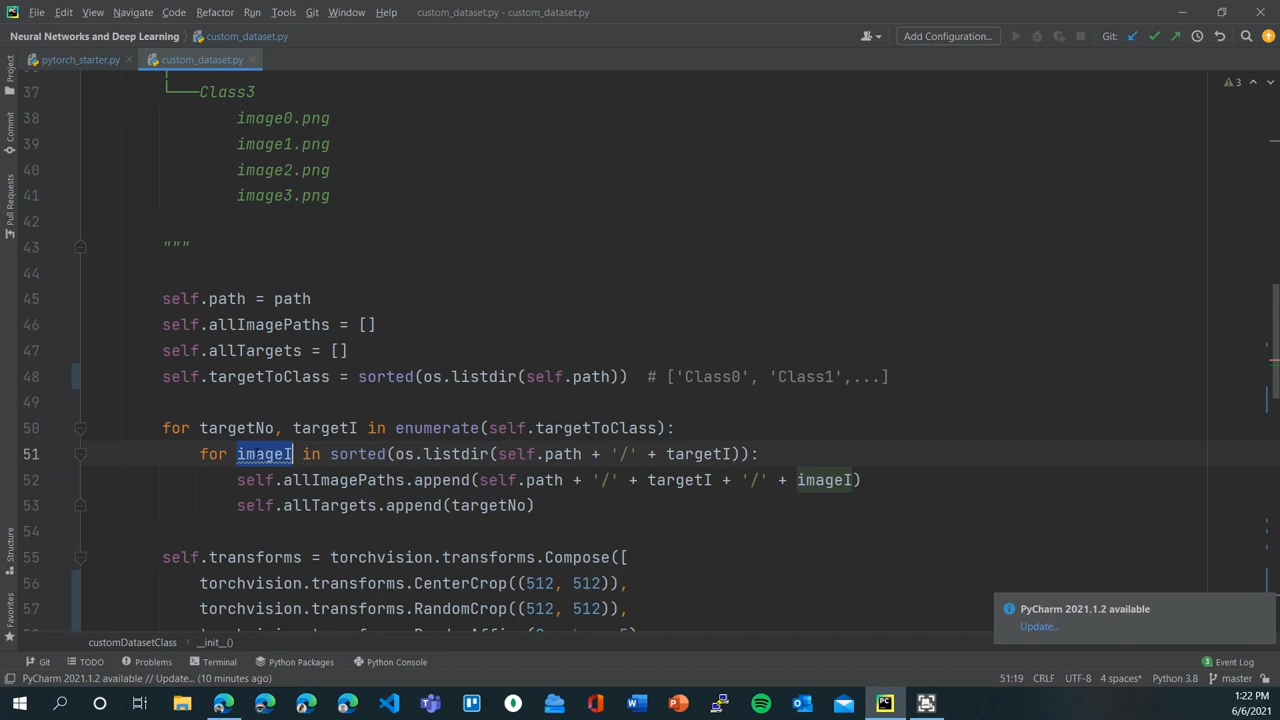 File Edit View Navigate Code Refactor Run Tools Git Window Help custom_dataset.py - custom_dataset.py
Neural Networks and Deep Learning custom_dataset.py Add Configuration... Git:
pytorch_starter.py custom_dataset.py
Project
Commit
Pull Requests
Structure
Favorites
3
37 └───Class3
38 image0.png
39 image1.png
40 image2.png
41 image3.png
42
43 """
44
45 self.path = path
46 self.allImagePaths = []
47 self.allTargets = []
48 self.targetToClass = sorted(os.listdir(self.path)) # ['Class0', 'Class1',...]
49
50 for targetNo, targetI in enumerate(self.targetToClass):
51 for imageI in sorted(os.listdir(self.path + '/' + targetI)):
52 self.allImagePaths.append(self.path + '/' + targetI + '/' + imageI)
53 self.allTargets.append(targetNo)
54
55 self.transforms = torchvision.transforms.Compose([
56 torchvision.transforms.CenterCrop((512, 512)),
57 torchvision.transforms.RandomCrop((512, 512)),
PyCharm 2021.1.2 available
Update...
customDatasetClass __init__()
Git TODO Problems Terminal Python Packages Python Console 3 Event Log
PyCharm 2021.1.2 available // Update... (10 minutes ago) 51:19 CRLF UTF-8 4 spaces* Python 3.8 master
1:22 PM
6/6/2021